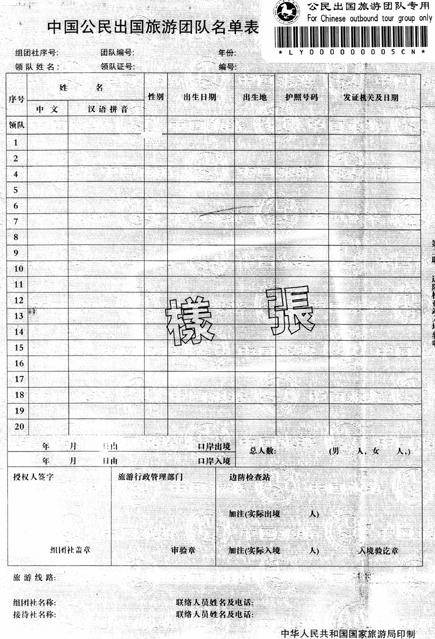 公民出国旅游团队专用
For Chinese outbound tour group only
*LY0000000005CN*
中国公民出国旅游团队名单表
组团社序号: 团队编号: 年份:
领队姓名: 领队证号: 编号:
序号 姓 名 性别 出生日期 出生地 护照号码 发证机关及日期
中文 汉语拼音
领队
1
2
3
4
5
6
7
8
9
10
11
12
13
14
15
16
17
18
19
20
樣 張
年 月 日由 口岸出境 总人数: (男 人,女 人,)
年 月 日由 口岸入境
授权人签字 旅游行政管理部门 边防检查站
加注(实际出境 人)
组团社盖章 审验章 加注(实际入境 人) 入境验讫章
旅游线路:
组团社名称: 联络人员姓名及电话:
接待社名称: 联络人员姓名及电话:
中华人民共和国国家旅游局印制